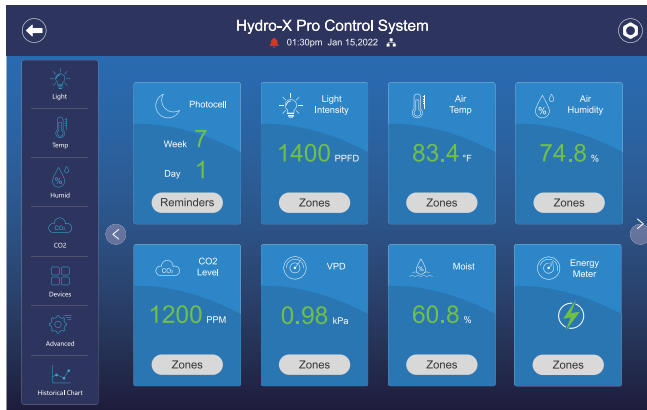 Hydro-X Pro Control System
01:30pm Jan 15,2022
Light
Temp
%
Humid
CO2
CO2
Devices
Advanced
Historical Chart
Photocell
Week 7
Day 1
Reminders
Light
Intensity
1400 PPFD
Zones
Air
Temp
83.4 °F
Zones
%
Air
Humidity
74.8 %
Zones
CO2
CO2
Level
1200 PPM
Zones
VPD
0.98 kPa
Zones
%
Moist
60.8 %
Zones
Energy
Meter
Zones